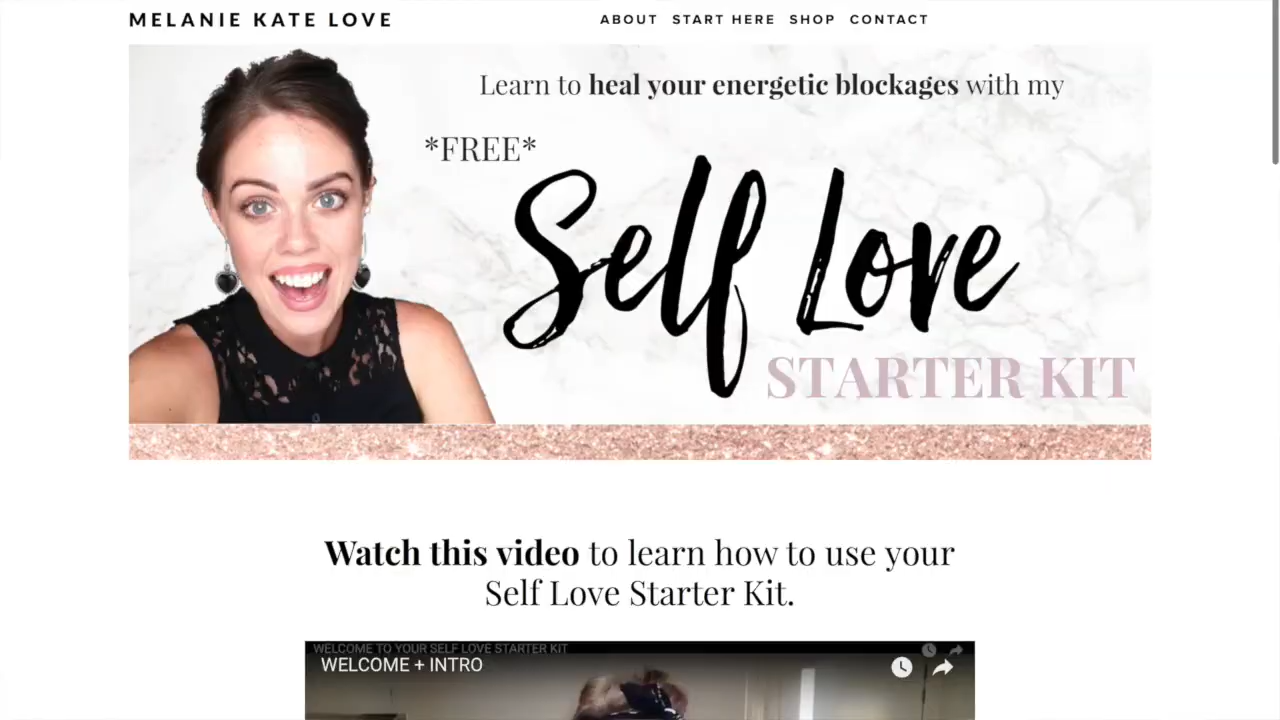 MELANIE KATE LOVE
ABOUT START HERE SHOP CONTACT
Learn to heal your energetic blockages with my
*FREE*
Self Love
STARTER KIT
Watch this video to learn how to use your
Self Love Starter Kit.
WELCOME TO YOUR SELF LOVE STARTER KIT
WELCOME + INTRO